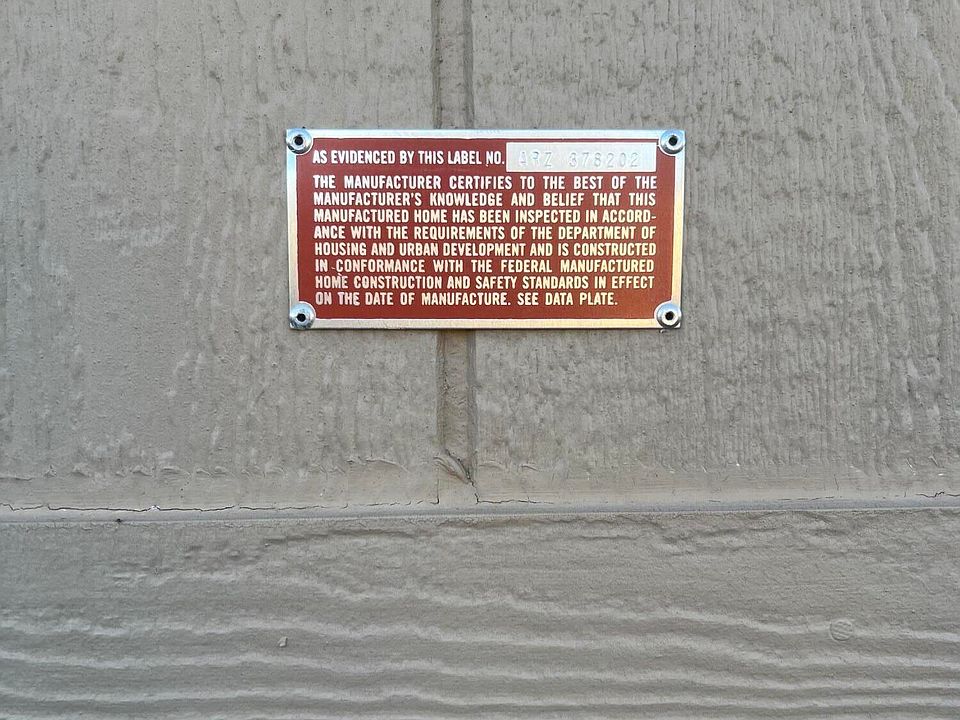 AS EVIDENCED BY THIS LABEL NO. ARZ 378202
THE MANUFACTURER CERTIFIES TO THE BEST OF THE
MANUFACTURER'S KNOWLEDGE AND BELIEF THAT THIS
MANUFACTURED HOME HAS BEEN INSPECTED IN ACCORD-
ANCE WITH THE REQUIREMENTS OF THE DEPARTMENT OF
HOUSING AND URBAN DEVELOPMENT AND IS CONSTRUCTED
IN CONFORMANCE WITH THE FEDERAL MANUFACTURED
HOME CONSTRUCTION AND SAFETY STANDARDS IN EFFECT
ON THE DATE OF MANUFACTURE. SEE DATA PLATE.